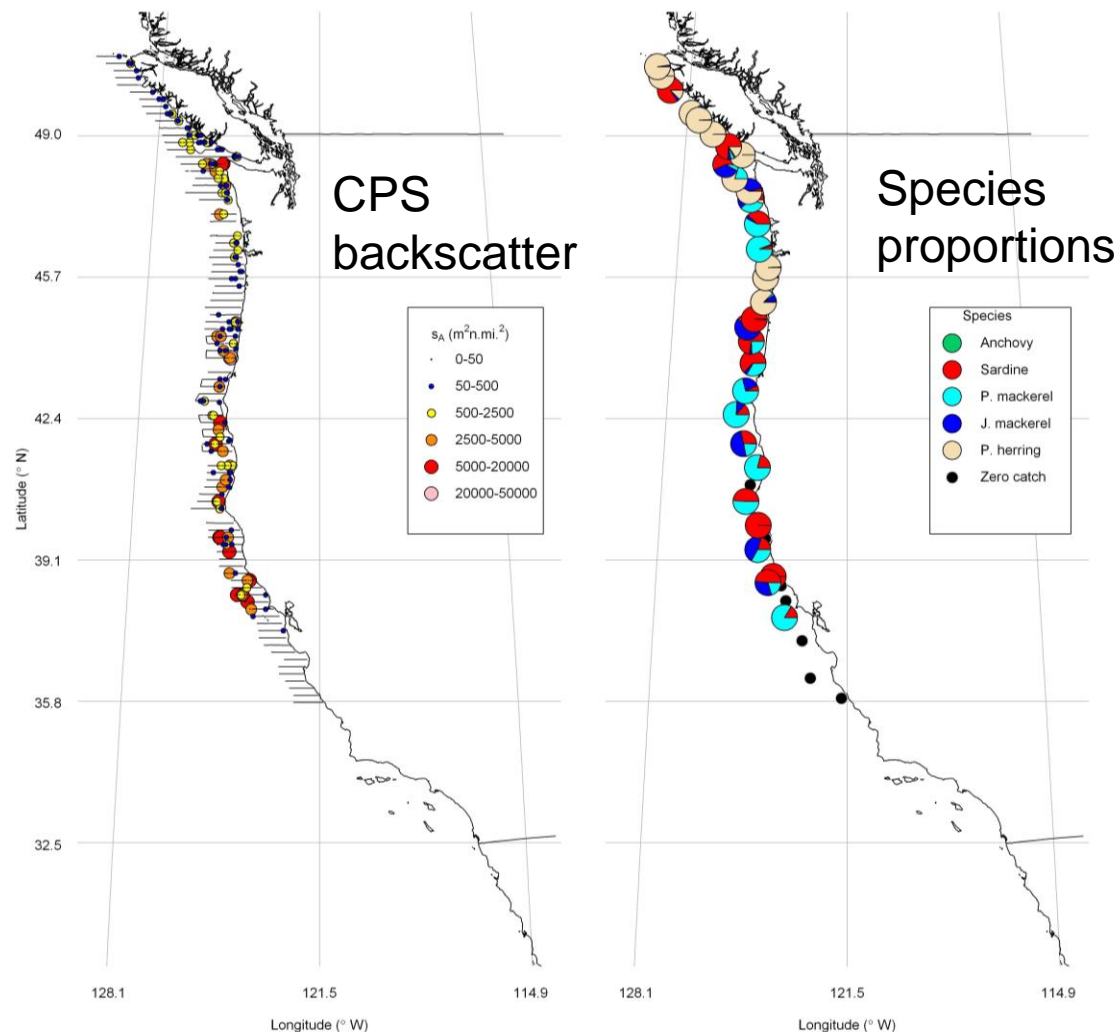 CPS
backscatter
49.0
45.7
42.4
39.1
35.8
32.5
Latitude (° N)
s_A (m²n.mi.²)
0-50
50-500
500-2500
2500-5000
5000-20000
20000-50000
128.1
121.5
114.9
Longitude (° W)
Species
proportions
Species
Anchovy
Sardine
P. mackerel
J. mackerel
P. herring
Zero catch
128.1
121.5
114.9
Longitude (° W)